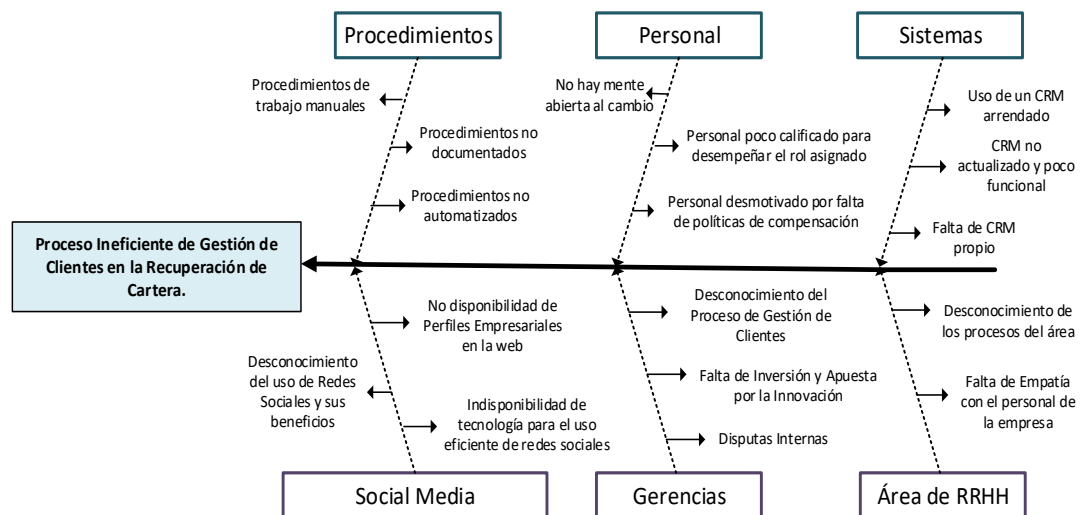 Procedimientos
Personal
Sistemas
Procedimientos de
trabajo manuales
Procedimientos no
documentados
Procedimientos no
automatizados
No hay mente
abierta al cambio
Personal poco calificado para
desempeñar el rol asignado
Personal desmotivado por falta
de políticas de compensación
Uso de un CRM
arrendado
CRM no
actualizado y poco
funcional
Falta de CRM
propio
Proceso Ineficiente de Gestión de
Clientes en la Recuperación de
Cartera.
No disponibilidad de
Perfiles Empresariales
en la web
Desconocimiento
del uso de Redes
Sociales y sus
beneficios
Indisponibilidad de
tecnología para el uso
eficiente de redes sociales
Desconocimiento del
Proceso de Gestión de
Clientes
Falta de Inversión y Apuesta
por la Innovación
Disputas Internas
Desconocimiento de
los procesos del área
Falta de Empatía
con el personal de
la empresa
Social Media
Gerencias
Área de RRHH